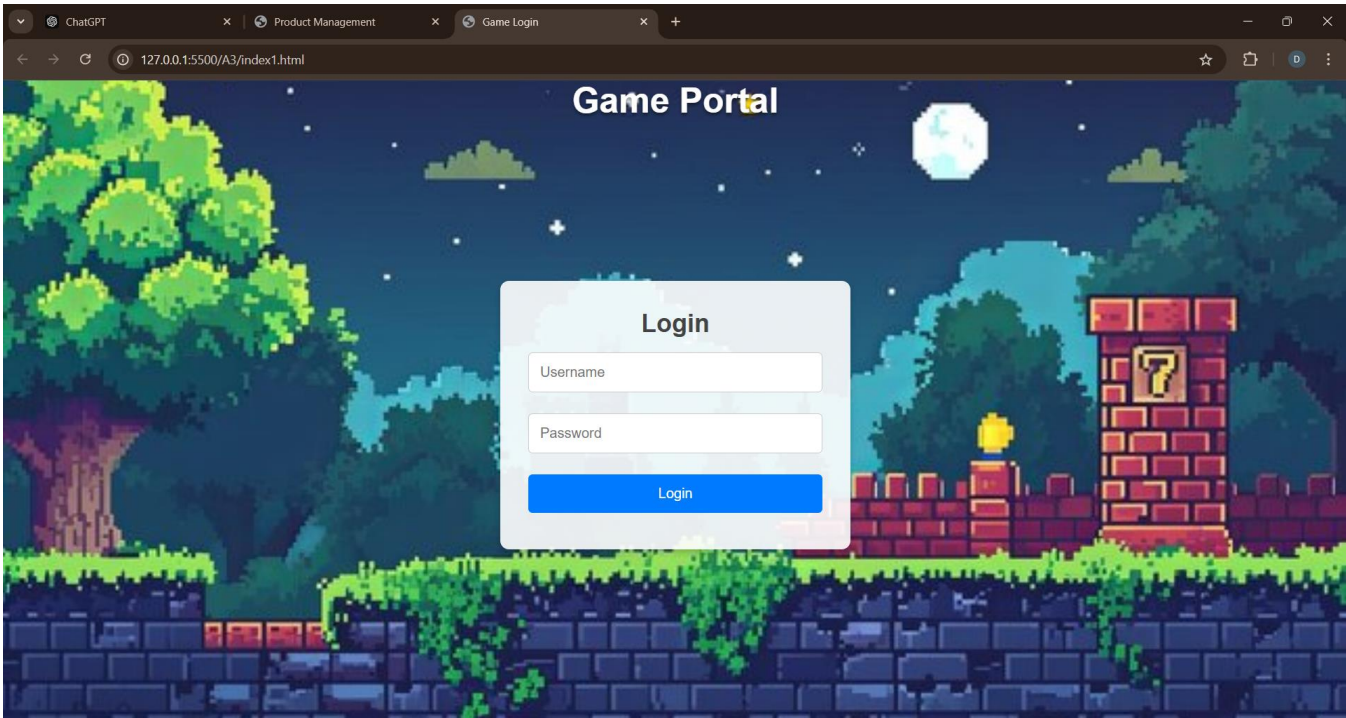 ChatGPT
Product Management
Game Login
127.0.0.1:5500/A3/index1.html
D
Game Portal
Login
Username
Password
Login
?